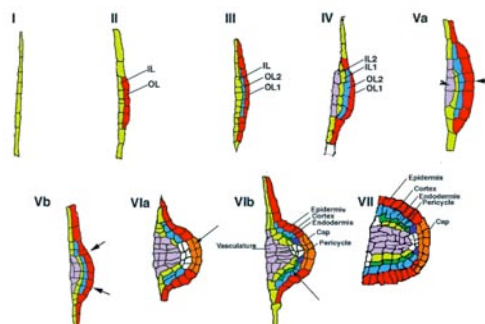 I
II
IL
OL
III
IL
OL2
OL1
IV
IL2
IL1
OL2
OL1
Va
Vb
VIa
VIb
Epidermis
Cortex
Endodermis
Cap
Vasculature
Pericycle
VII
Epidermis
Cortex
Endodermis
Pericycle
Cap